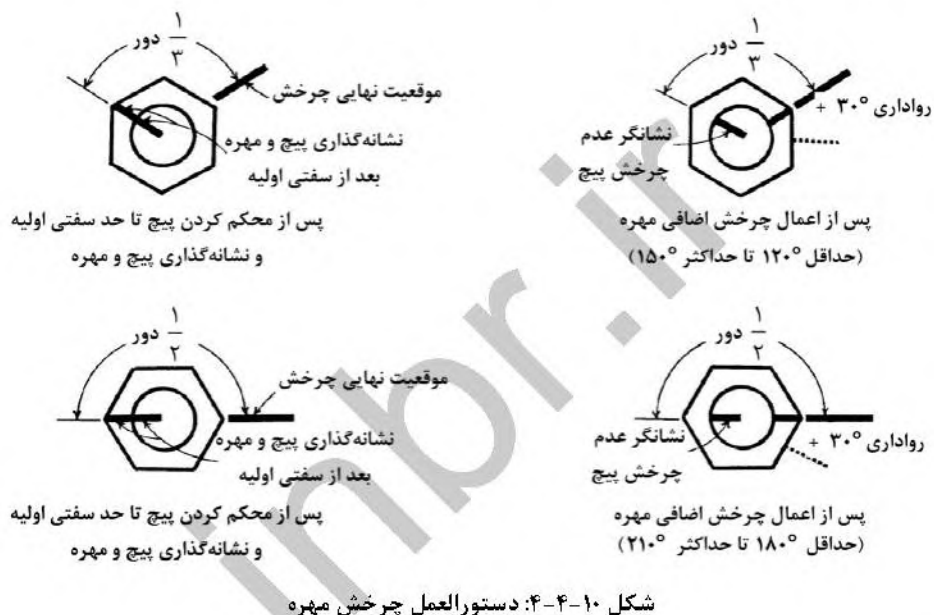 ۱/۳ دور
موقعیت نهایی چرخش
نشانه‌گذاری پیچ و مهره
بعد از سفتی اولیه
پس از محکم کردن پیچ تا حد سفتی اولیه
و نشانه‌گذاری پیچ و مهره
۱/۳ دور
رواداری ۳۰° +
نشانگر عدم
چرخش پیچ
پس از اعمال چرخش اضافی مهره
(حداقل ۱۲۰° تا حداکثر ۱۵۰°)
۱/۲ دور
موقعیت نهایی چرخش
نشانه‌گذاری پیچ و مهره
بعد از سفتی اولیه
پس از محکم کردن پیچ تا حد سفتی اولیه
و نشانه‌گذاری پیچ و مهره
۱/۲ دور
رواداری ۳۰° +
نشانگر عدم
چرخش پیچ
پس از اعمال چرخش اضافی مهره
(حداقل ۱۸۰° تا حداکثر ۲۱۰°)
شکل ۱۰-۴-۴: دستورالعمل چرخش مهره
inbr.ir